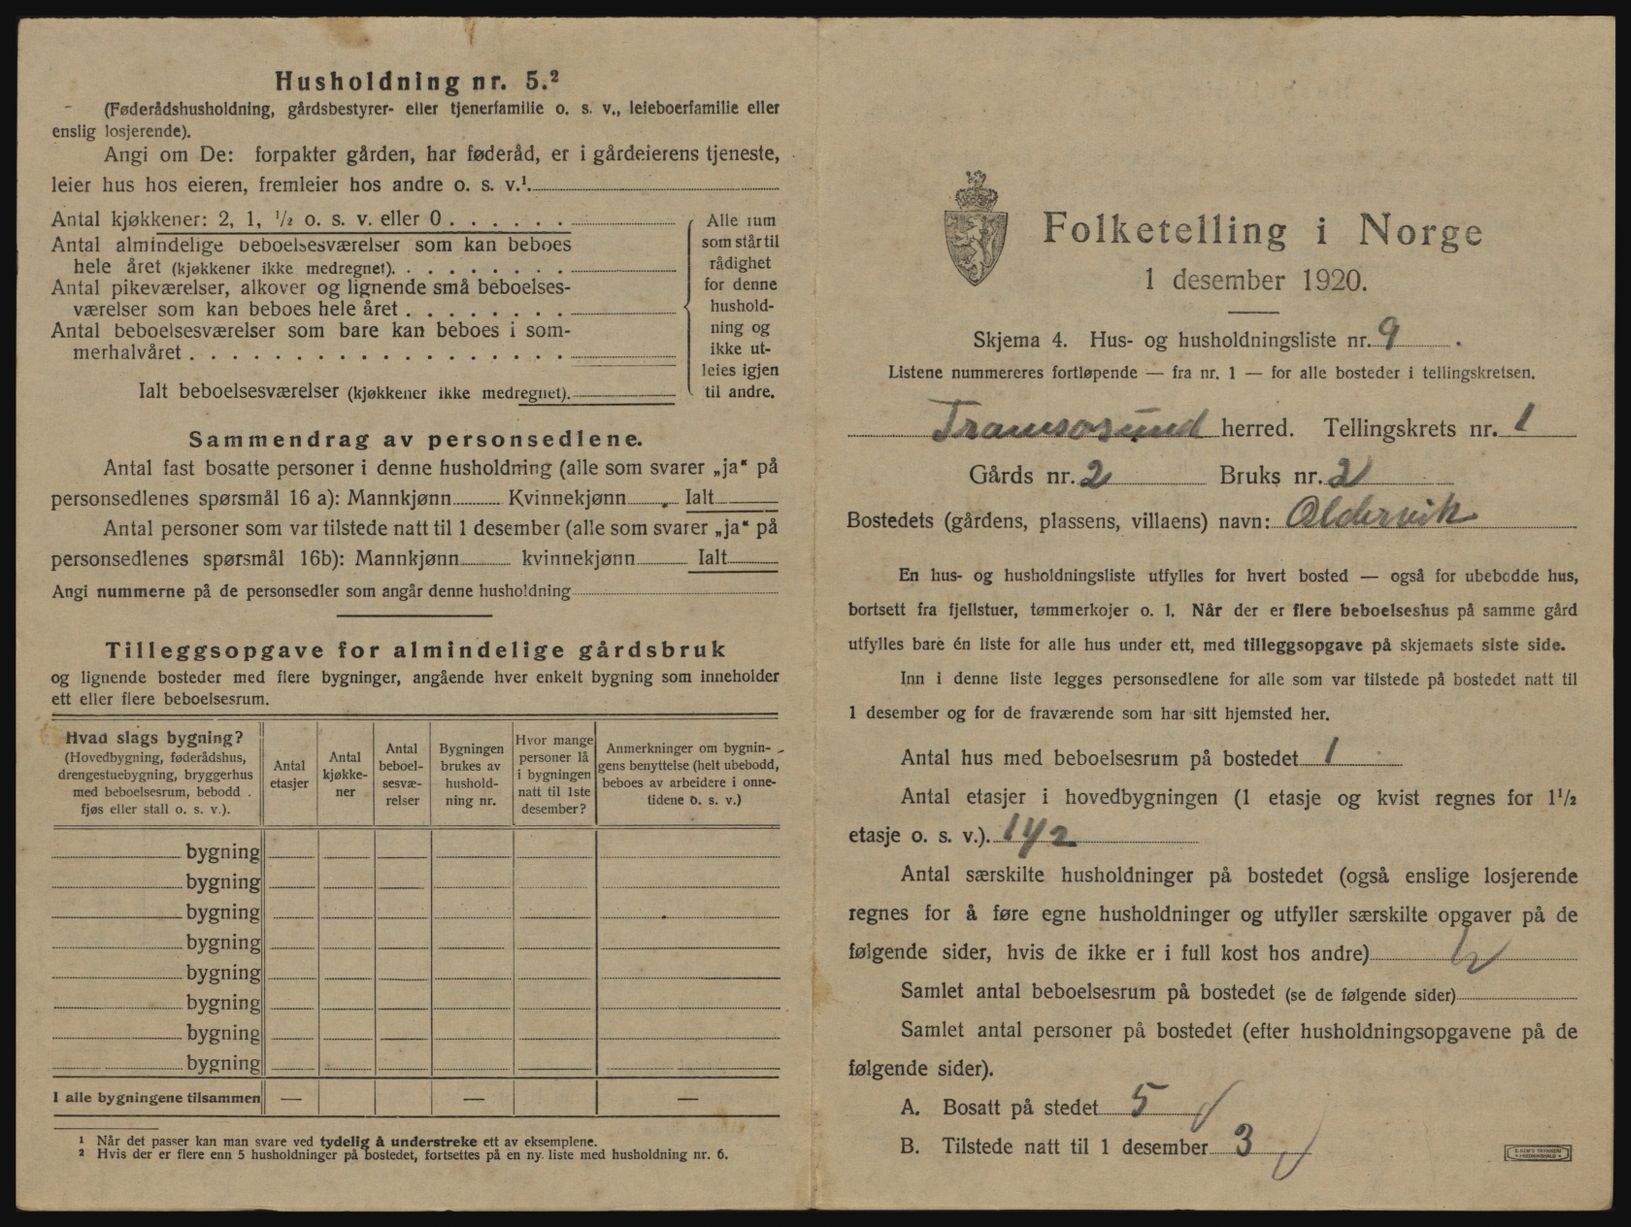 Husholdning nr. 5.²
(Føderådshusholdning, gårdsbestyrer- eller tjenerfamilie o. s. v., leieboerfamilie eller
enslig losjerende).
Angi om De: forpakter gården, har føderåd, er i gårdeierens tjeneste,
leier hus hos eieren, fremleier hos andre o. s. v.¹.
Antal kjøkkener: 2, 1, ½ o. s. v. eller 0 . . . . . .
Antal almindelige beboelsesværelser som kan beboes
hele året (kjøkkener ikke medregnet). . . . . . . . .
Antal pikeværelser, alkover og lignende små beboelses-
værelser som kan beboes hele året . . . . . . . .
Antal beboelsesværelser som bare kan beboes i som-
merhalvåret . . . . . . . . . . . . . . . . . .
Ialt beboelsesværelser (kjøkkener ikke medregnet).
Alle rum
som står til
rådighet
for denne
hushold-
ning og
ikke ut-
leies igjen
til andre.
Sammendrag av personsedlene.
Antal fast bosatte personer i denne husholdning (alle som svarer „ja“ på
personsedlenes spørsmål 16 a): Mannkjønn Kvinnekjønn Ialt
Antal personer som var tilstede natt til 1 desember (alle som svarer „ja“ på
personsedlenes spørsmål 16b): Mannkjønn kvinnekjønn Ialt
Angi nummerne på de personsedler som angår denne husholdning
Tilleggsopgave for almindelige gårdsbruk
og lignende bosteder med flere bygninger, angående hver enkelt bygning som inneholder
ett eller flere beboelsesrum.
Hvad slags bygning?
(Hovedbygning, føderådshus,
drengestuebygning, bryggerhus
med beboelsesrum, bebodd
fjøs eller stall o. s. v.).
Antal
etasjer
Antal
kjøkke-
ner
Antal
beboel-
sesvæ-
relser
Bygningen
brukes av
hushold-
ning nr.
Hvor mange
personer lå
i bygningen
natt til 1ste
desember?
Anmerkninger om bygnin-
gens benyttelse (helt ubebodd,
beboes av arbeidere i onne-
tidene o. s. v.)
bygning
bygning
bygning
bygning
bygning
bygning
bygning
bygning
I alle bygningene tilsammen — — —
¹ Når det passer kan man svare ved tydelig å understreke ett av eksemplene.
² Hvis der er flere enn 5 husholdninger på bostedet, fortsettes på en ny liste med husholdning nr. 6.
Folketelling i Norge
1 desember 1920.
Skjema 4. Hus- og husholdningsliste nr. 9.
Listene nummereres fortløpende — fra nr. 1 — for alle bosteder i tellingskretsen.
Tromsøsund herred. Tellingskrets nr. 1
Gårds nr. 2 Bruks nr. 2
Bostedets (gårdens, plassens, villaens) navn: Oldervik
En hus- og husholdningsliste utfylles for hvert bosted — også for ubebodde hus,
bortsett fra fjellstuer, tømmerkojer o. l. Når der er flere beboelseshus på samme gård
utfylles bare én liste for alle hus under ett, med tilleggsopgave på skjemaets siste side.
Inn i denne liste legges personsedlene for alle som var tilstede på bostedet natt til
1 desember og for de fraværende som har sitt hjemsted her.
Antal hus med beboelsesrum på bostedet 1
Antal etasjer i hovedbygningen (1 etasje og kvist regnes for 1½
etasje o. s. v.). 1½
Antal særskilte husholdninger på bostedet (også enslige losjerende
regnes for å føre egne husholdninger og utfyller særskilte opgaver på de
følgende sider, hvis de ikke er i full kost hos andre)
Samlet antal beboelsesrum på bostedet (se de følgende sider)
Samlet antal personer på bostedet (efter husholdningsopgavene på de
følgende sider).
A. Bosatt på stedet 5
B. Tilstede natt til 1 desember 3